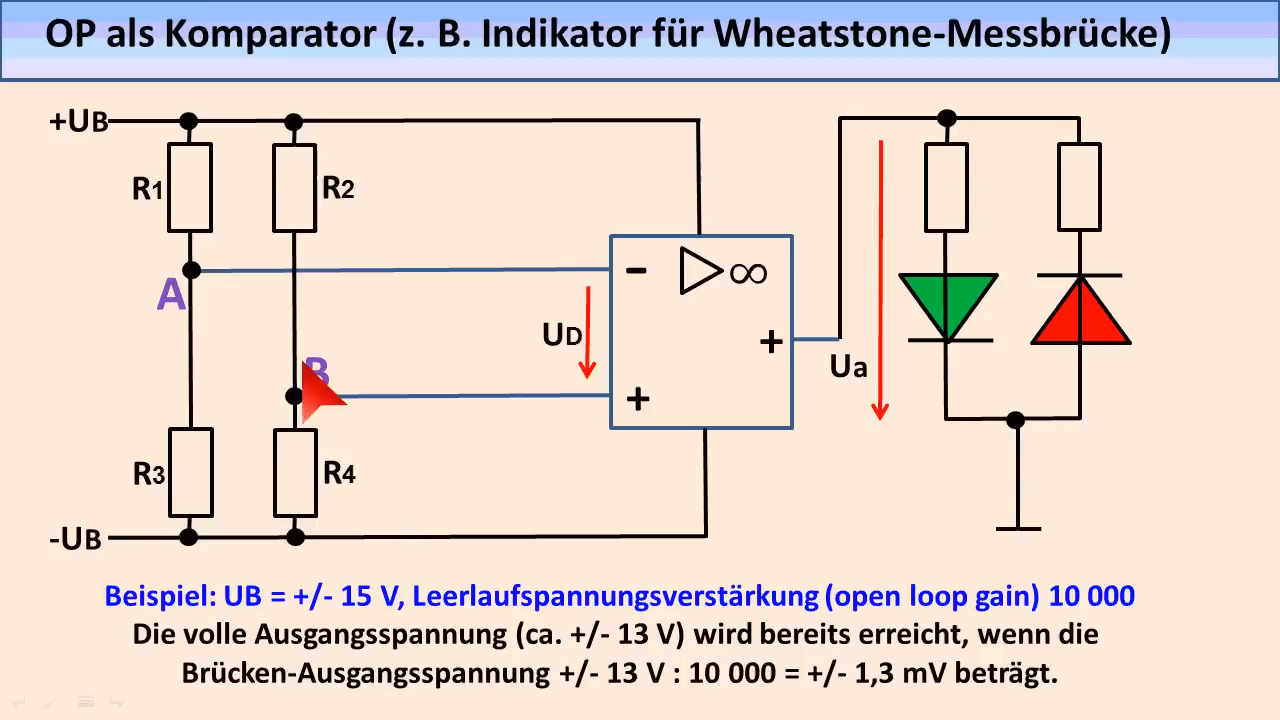 OP als Komparator (z. B. Indikator für Wheatstone-Messbrücke)
+UB
R1
R2
A
-
∞
UD
+
Ua
B
+
R3
R4
-UB
Beispiel: UB = +/- 15 V, Leerlaufspannungsverstärkung (open loop gain) 10 000
Die volle Ausgangsspannung (ca. +/- 13 V) wird bereits erreicht, wenn die
Brücken-Ausgangsspannung +/- 13 V : 10 000 = +/- 1,3 mV beträgt.